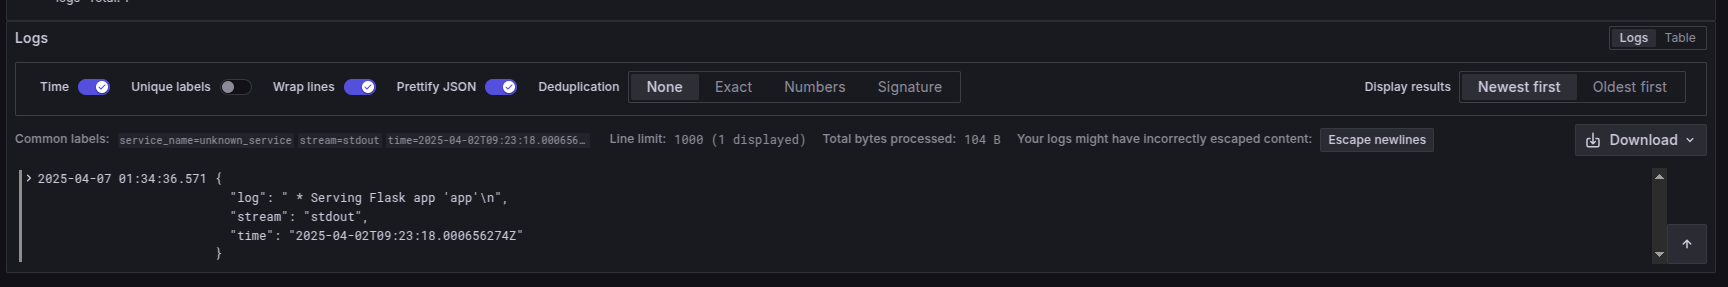 Logs
Logs Table
Time Unique labels Wrap lines Prettify JSON Deduplication None Exact Numbers Signature Display results Newest first Oldest first
Common labels: service_name=unknown_service stream=stdout time=2025-04-02T09:23:18.000656… Line limit: 1000 (1 displayed) Total bytes processed: 104 B Your logs might have incorrectly escaped content: Escape newlines Download
2025-04-07 01:34:36.571 {
"log": " * Serving Flask app 'app'\n",
"stream": "stdout",
"time": "2025-04-02T09:23:18.000656274Z"
}